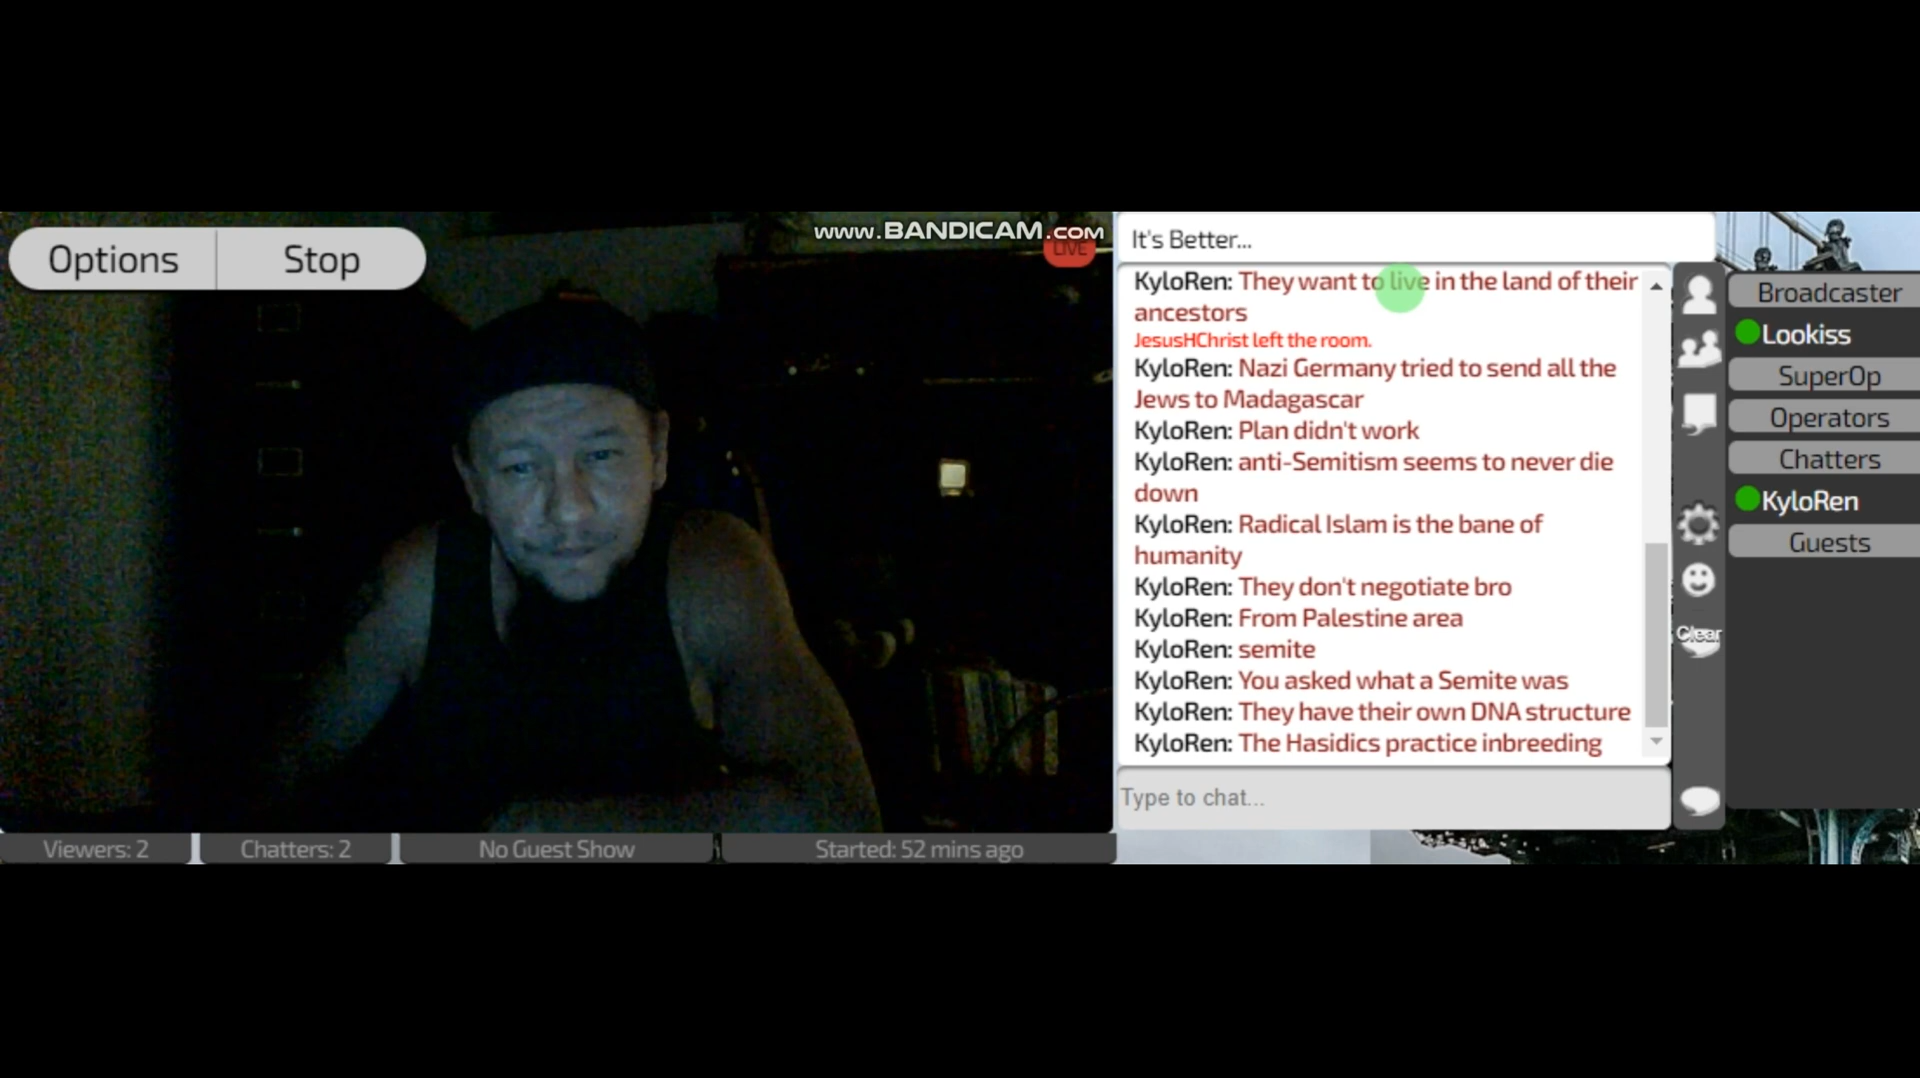 Options
Stop
www.BANDICAM.com
LIVE
It's Better...
KyloRen: They want to live in the land of their
ancestors
JesusHChrist left the room.
KyloRen: Nazi Germany tried to send all the
Jews to Madagascar
KyloRen: Plan didn't work
KyloRen: anti-Semitism seems to never die
down
KyloRen: Radical Islam is the bane of
humanity
KyloRen: They don't negotiate bro
KyloRen: From Palestine area
KyloRen: semite
KyloRen: You asked what a Semite was
KyloRen: They have their own DNA structure
KyloRen: The Hasidics practice inbreeding
Type to chat...
Clear
Broadcaster
Lookiss
SuperOp
Operators
Chatters
KyloRen
Guests
Viewers: 2
Chatters: 2
No Guest Show
Started: 52 mins ago